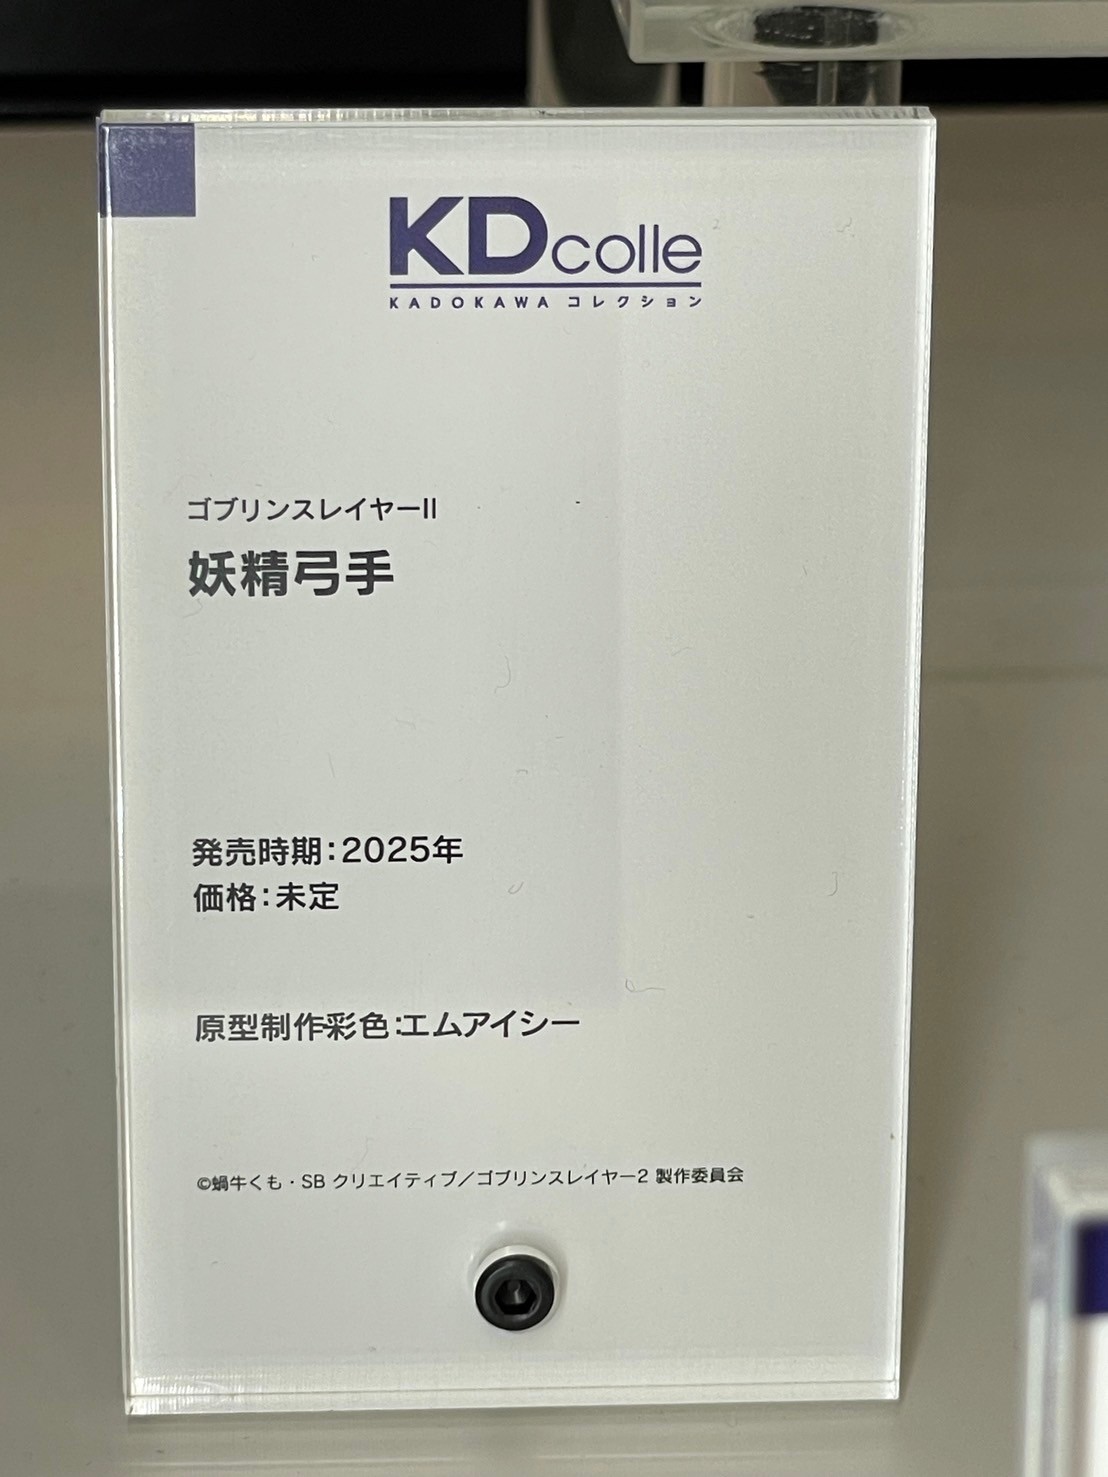 KDcolle
KADOKAWA コレクション
ゴブリンスレイヤーII
妖精弓手
発売時期：2025年
価格：未定
原型制作彩色：エムアイシー
©蝸牛くも・SB クリエイティブ／ゴブリンスレイヤー2 製作委員会